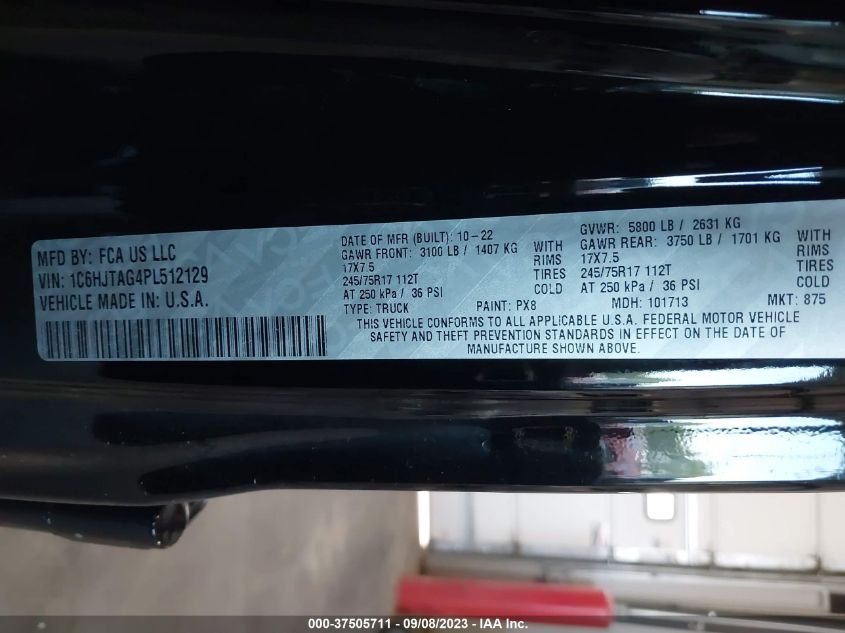 MFD BY: FCA US LLC
VIN: 1C6HJTAG4PL512129
VEHICLE MADE IN: U.S.A.
DATE OF MFR (BUILT): 10-22
GAWR FRONT: 3100 LB / 1407 KG WITH
17X7.5 RIMS
245/75R17 112T TIRES
AT 250 kPa / 36 PSI COLD
GVWR: 5800 LB / 2631 KG
GAWR REAR: 3750 LB / 1701 KG WITH
17X7.5 RIMS
245/75R17 112T TIRES
AT 250 kPa / 36 PSI COLD
TYPE: TRUCK PAINT: PX8 MDH: 101713 MKT: 875
THIS VEHICLE CONFORMS TO ALL APPLICABLE U.S.A. FEDERAL MOTOR VEHICLE
SAFETY AND THEFT PREVENTION STANDARDS IN EFFECT ON THE DATE OF
MANUFACTURE SHOWN ABOVE.
000-37505711 - 09/08/2023 - IAA Inc.